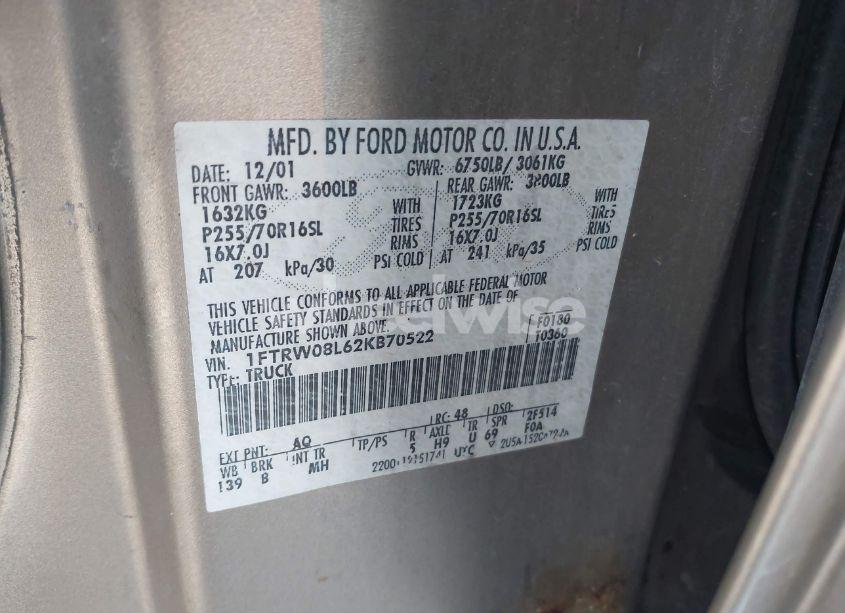 MFD. BY FORD MOTOR CO. IN U.S.A.
DATE: 12/01 GVWR: 6750LB/ 3061KG
FRONT GAWR: 3600LB REAR GAWR: 3800LB
1632KG WITH 1723KG WITH
P255/70R16SL TIRES P255/70R16SL TIRES
16X7.0J RIMS 16X7.0J RIMS
AT 207 kPa/30 PSI COLD AT 241 kPa/35 PSI COLD
THIS VEHICLE CONFORMS TO ALL APPLICABLE FEDERAL MOTOR
VEHICLE SAFETY STANDARDS IN EFFECT ON THE DATE OF
MANUFACTURE SHOWN ABOVE.
VIN: 1FTRW08L62KB70522 F0180
TYPE: TRUCK T0360
EXT PNT: AQ RC: 48 DSO: 2F514
WB BRK INT TR TP/PS R AXLE TR SPR F0A
139 B MH 5 H9 U 69
UYC